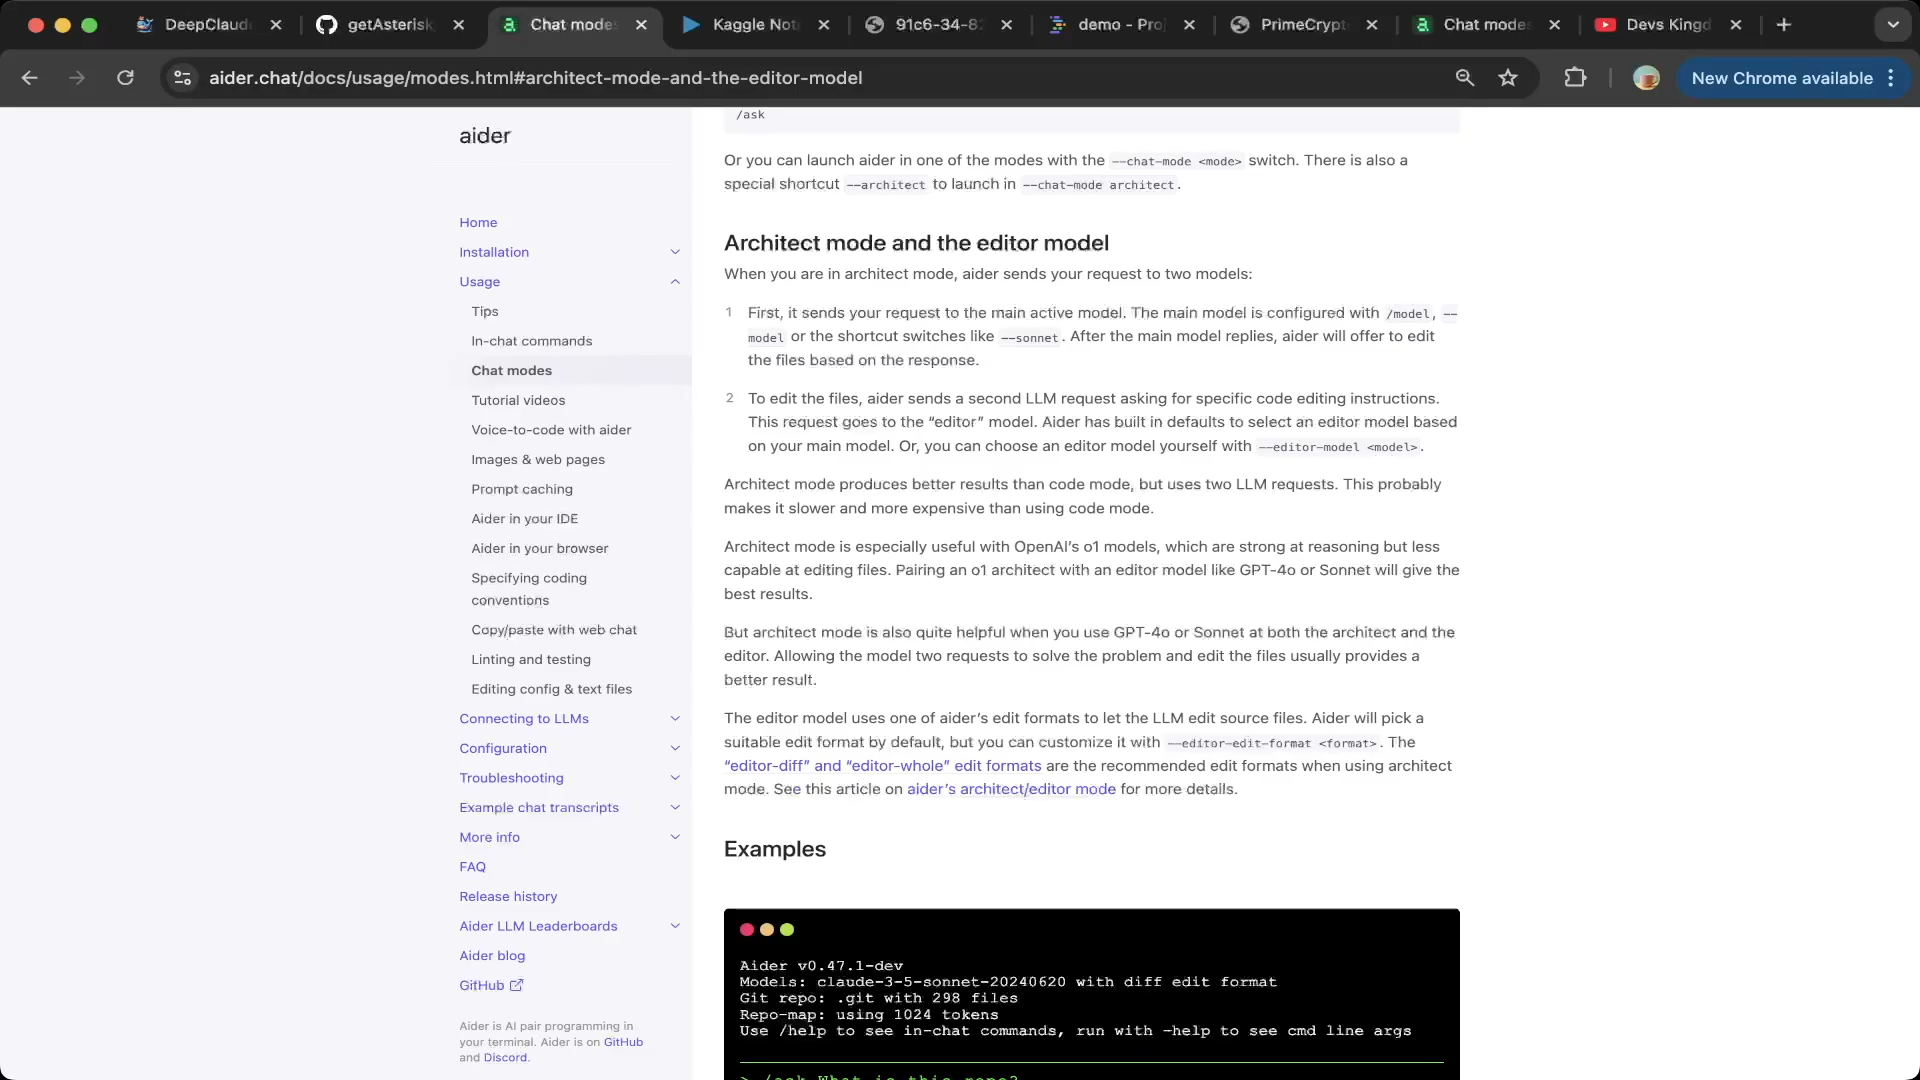 DeepClaud
getAsterisk
Chat modes
Kaggle Not
91c6-34-82
demo - Pro
PrimeCrypt
Chat modes
Devs Kingd
aider.chat/docs/usage/modes.html#architect-mode-and-the-editor-model
New Chrome available
aider
Home
Installation
Usage
Tips
In-chat commands
Chat modes
Tutorial videos
Voice-to-code with aider
Images & web pages
Prompt caching
Aider in your IDE
Aider in your browser
Specifying coding
conventions
Copy/paste with web chat
Linting and testing
Editing config & text files
Connecting to LLMs
Configuration
Troubleshooting
Example chat transcripts
More info
FAQ
Release history
Aider LLM Leaderboards
Aider blog
GitHub
Aider is AI pair programming in
your terminal. Aider is on GitHub
and Discord.
/ask
Or you can launch aider in one of the modes with the --chat-mode <mode> switch. There is also a
special shortcut --architect to launch in --chat-mode architect.
Architect mode and the editor model
When you are in architect mode, aider sends your request to two models:
1 First, it sends your request to the main active model. The main model is configured with /model, --
model or the shortcut switches like --sonnet. After the main model replies, aider will offer to edit
the files based on the response.
2 To edit the files, aider sends a second LLM request asking for specific code editing instructions.
This request goes to the “editor” model. Aider has built in defaults to select an editor model based
on your main model. Or, you can choose an editor model yourself with --editor-model <model>.
Architect mode produces better results than code mode, but uses two LLM requests. This probably
makes it slower and more expensive than using code mode.
Architect mode is especially useful with OpenAI’s o1 models, which are strong at reasoning but less
capable at editing files. Pairing an o1 architect with an editor model like GPT-4o or Sonnet will give the
best results.
But architect mode is also quite helpful when you use GPT-4o or Sonnet at both the architect and the
editor. Allowing the model two requests to solve the problem and edit the files usually provides a
better result.
The editor model uses one of aider’s edit formats to let the LLM edit source files. Aider will pick a
suitable edit format by default, but you can customize it with --editor-edit-format <format>. The
“editor-diff” and “editor-whole” edit formats are the recommended edit formats when using architect
mode. See this article on aider’s architect/editor mode for more details.
Examples
Aider v0.47.1-dev
Models: claude-3-5-sonnet-20240620 with diff edit format
Git repo: .git with 298 files
Repo-map: using 1024 tokens
Use /help to see in-chat commands, run with -help to see cmd line args
> /ask What is this repo?